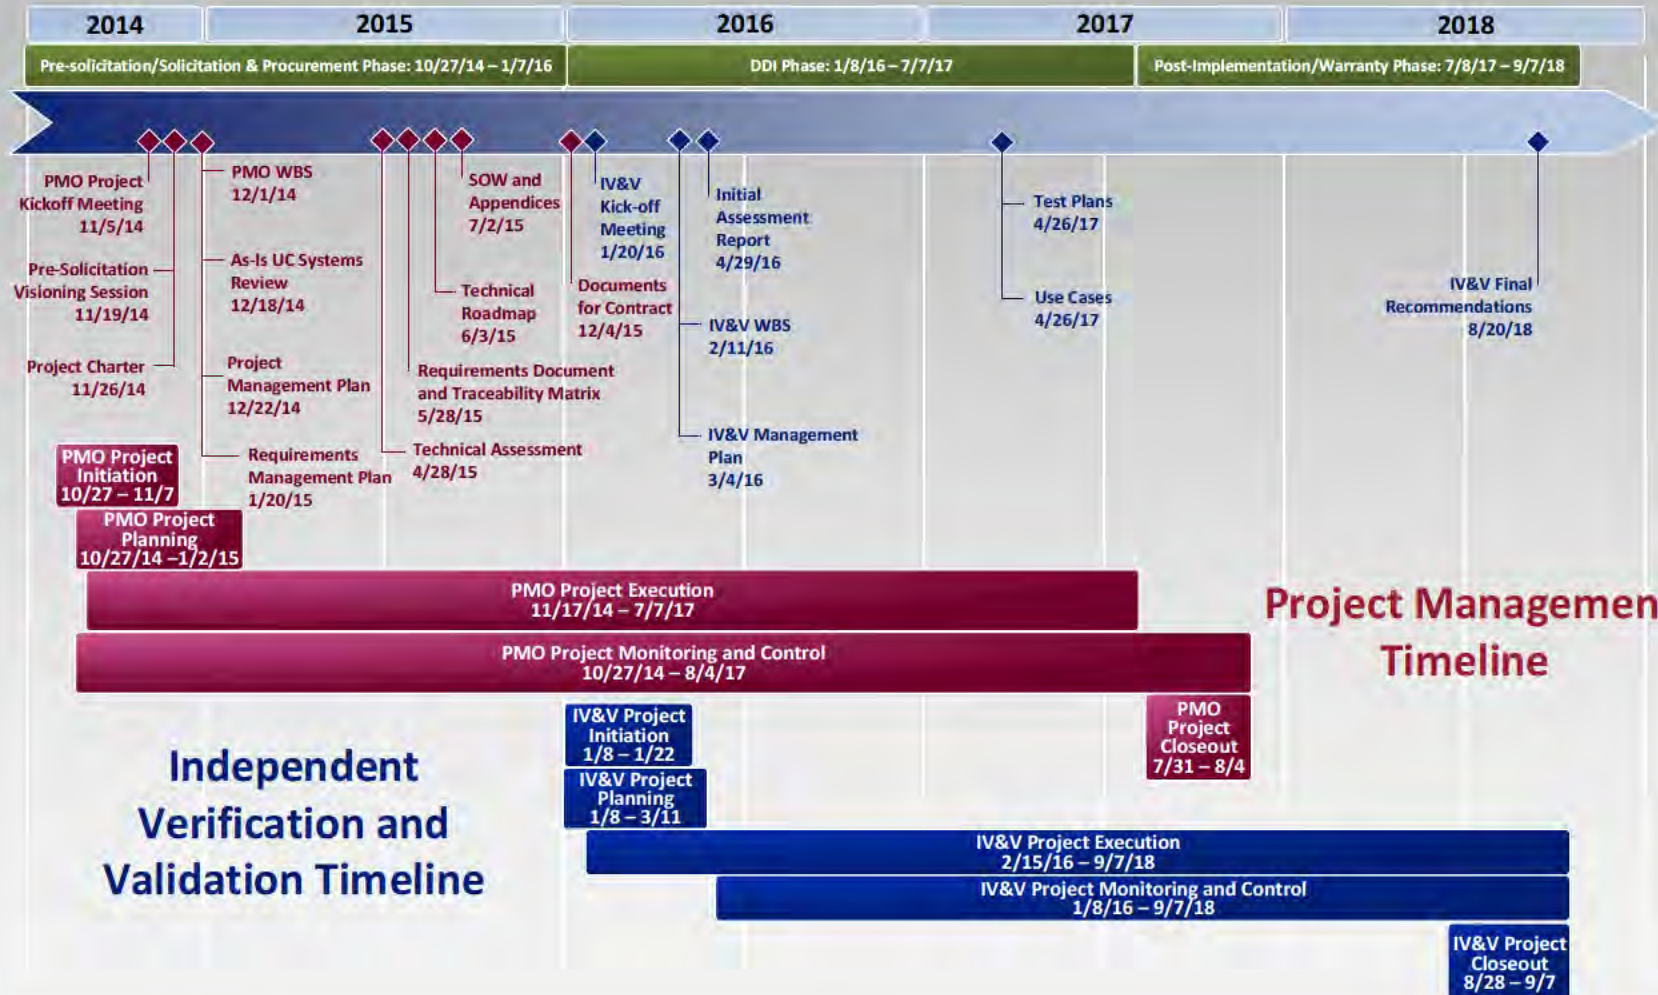 2014
2015
2016
2017
2018
Pre-solicitation/Solicitation & Procurement Phase: 10/27/14 – 1/7/16
DDI Phase: 1/8/16 – 7/7/17
Post-Implementation/Warranty Phase: 7/8/17 – 9/7/18
PMO Project
Kickoff Meeting
11/5/14
Pre-Solicitation
Visioning Session
11/19/14
Project Charter
11/26/14
PMO WBS
12/1/14
As-Is UC Systems
Review
12/18/14
Project
Management Plan
12/22/14
Requirements
Management Plan
1/20/15
Technical Assessment
4/28/15
Requirements Document
and Traceability Matrix
5/28/15
Technical
Roadmap
6/3/15
SOW and
Appendices
7/2/15
Documents
for Contract
12/4/15
IV&V
Kick-off
Meeting
1/20/16
IV&V WBS
2/11/16
IV&V Management
Plan
3/4/16
Initial
Assessment
Report
4/29/16
Test Plans
4/26/17
Use Cases
4/26/17
IV&V Final
Recommendations
8/20/18
PMO Project
Initiation
10/27 – 11/7
PMO Project
Planning
10/27/14 –1/2/15
PMO Project Execution
11/17/14 – 7/7/17
PMO Project Monitoring and Control
10/27/14 – 8/4/17
PMO
Project
Closeout
7/31 – 8/4
Project Managemen
Timeline
Independent
Verification and
Validation Timeline
IV&V Project
Initiation
1/8 – 1/22
IV&V Project
Planning
1/8 – 3/11
IV&V Project Execution
2/15/16 – 9/7/18
IV&V Project Monitoring and Control
1/8/16 – 9/7/18
IV&V Project
Closeout
8/28 – 9/7